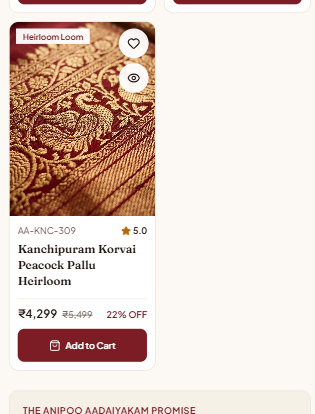 Heirloom Loom
AA-KNC-309 5.0
Kanchipuram Korvai
Peacock Pallu
Heirloom
₹4,299 ₹5,499 22% OFF
Add to Cart
THE ANIPOO AADAIYAKAM PROMISE